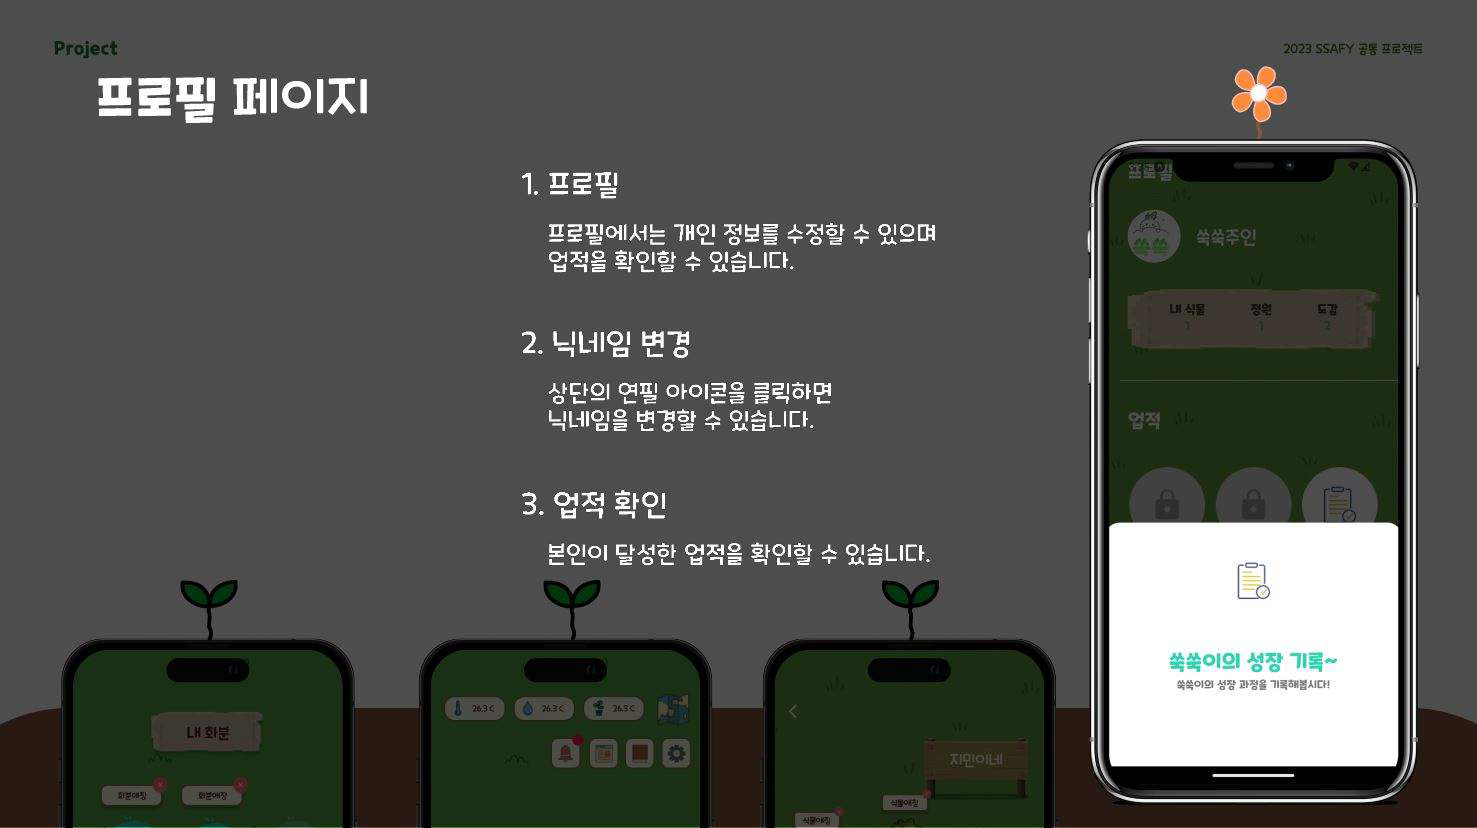 Project
2023 SSAFY 공통 프로젝트
프로필 페이지
1. 프로필
프로필에서는 개인 정보를 수정할 수 있으며
업적을 확인할 수 있습니다.
2. 닉네임 변경
상단의 연필 아이콘을 클릭하면
닉네임을 변경할 수 있습니다.
3. 업적 확인
본인이 달성한 업적을 확인할 수 있습니다.
프로필
쑥쑥
쑥쑥주인
내 식물 정원 도감
1 1 2
업적
쑥쑥이의 성장 기록~
쑥쑥이의 성장 과정을 기록해봅시다!
내 화분
화분애칭 화분애칭
26.3 C 26.3 C 26.3 C
지민이네
식물애칭
식물애칭